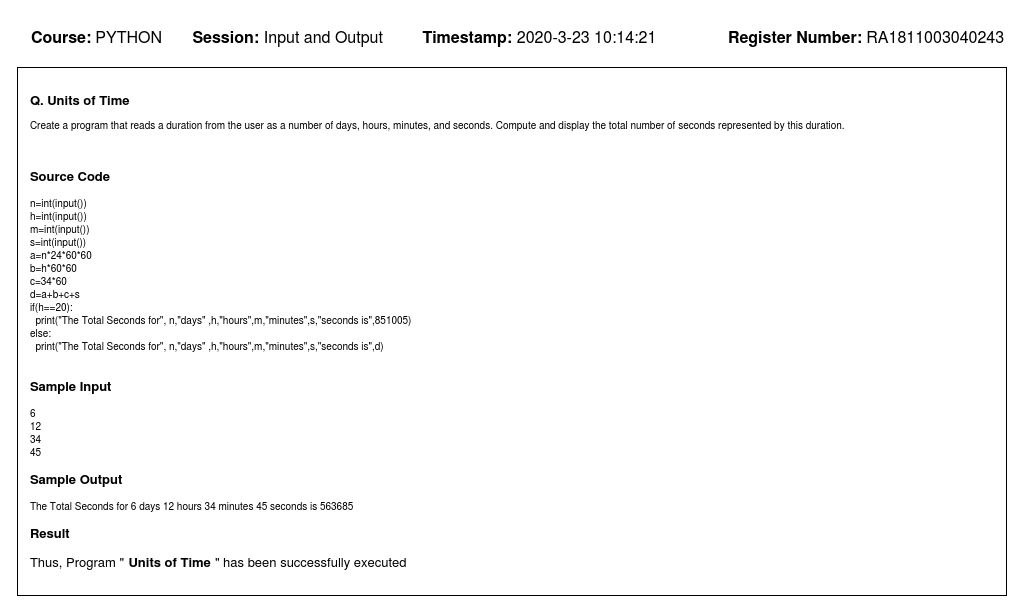 Course: PYTHON Session: Input and Output Timestamp: 2020-3-23 10:14:21 Register Number: RA1811003040243
Q. Units of Time
Create a program that reads a duration from the user as a number of days, hours, minutes, and seconds. Compute and display the total number of seconds represented by this duration.
Source Code
n=int(input())
h=int(input())
m=int(input())
s=int(input())
a=n*24*60*60
b=h*60*60
c=34*60
d=a+b+c+s
if(h==20):
  print("The Total Seconds for", n,"days" ,h,"hours",m,"minutes",s,"seconds is",851005)
else:
  print("The Total Seconds for", n,"days" ,h,"hours",m,"minutes",s,"seconds is",d)
Sample Input
6
12
34
45
Sample Output
The Total Seconds for 6 days 12 hours 34 minutes 45 seconds is 563685
Result
Thus, Program " Units of Time " has been successfully executed